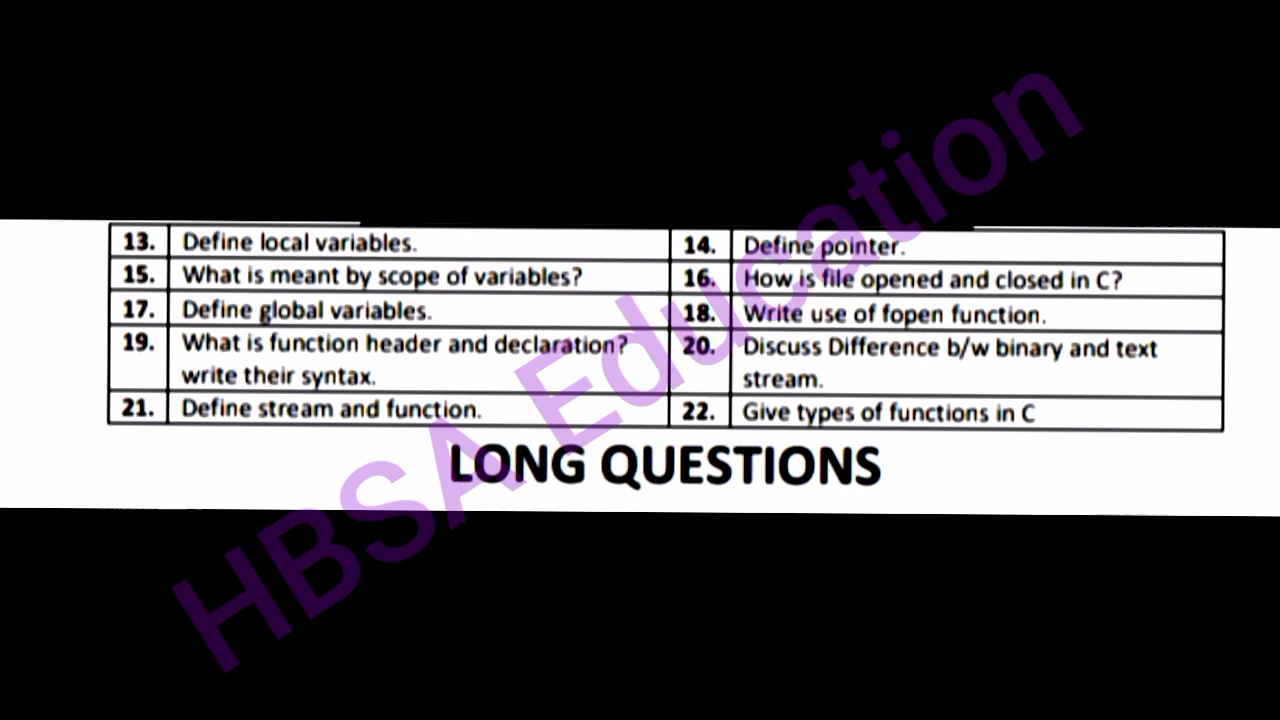 13. Define local variables. 14. Define pointer.
15. What is meant by scope of variables? 16. How is file opened and closed in C?
17. Define global variables. 18. Write use of fopen function.
19. What is function header and declaration? 20. Discuss Difference b/w binary and text
write their syntax. stream.
21. Define stream and function. 22. Give types of functions in C
LONG QUESTIONS
HBSA Education